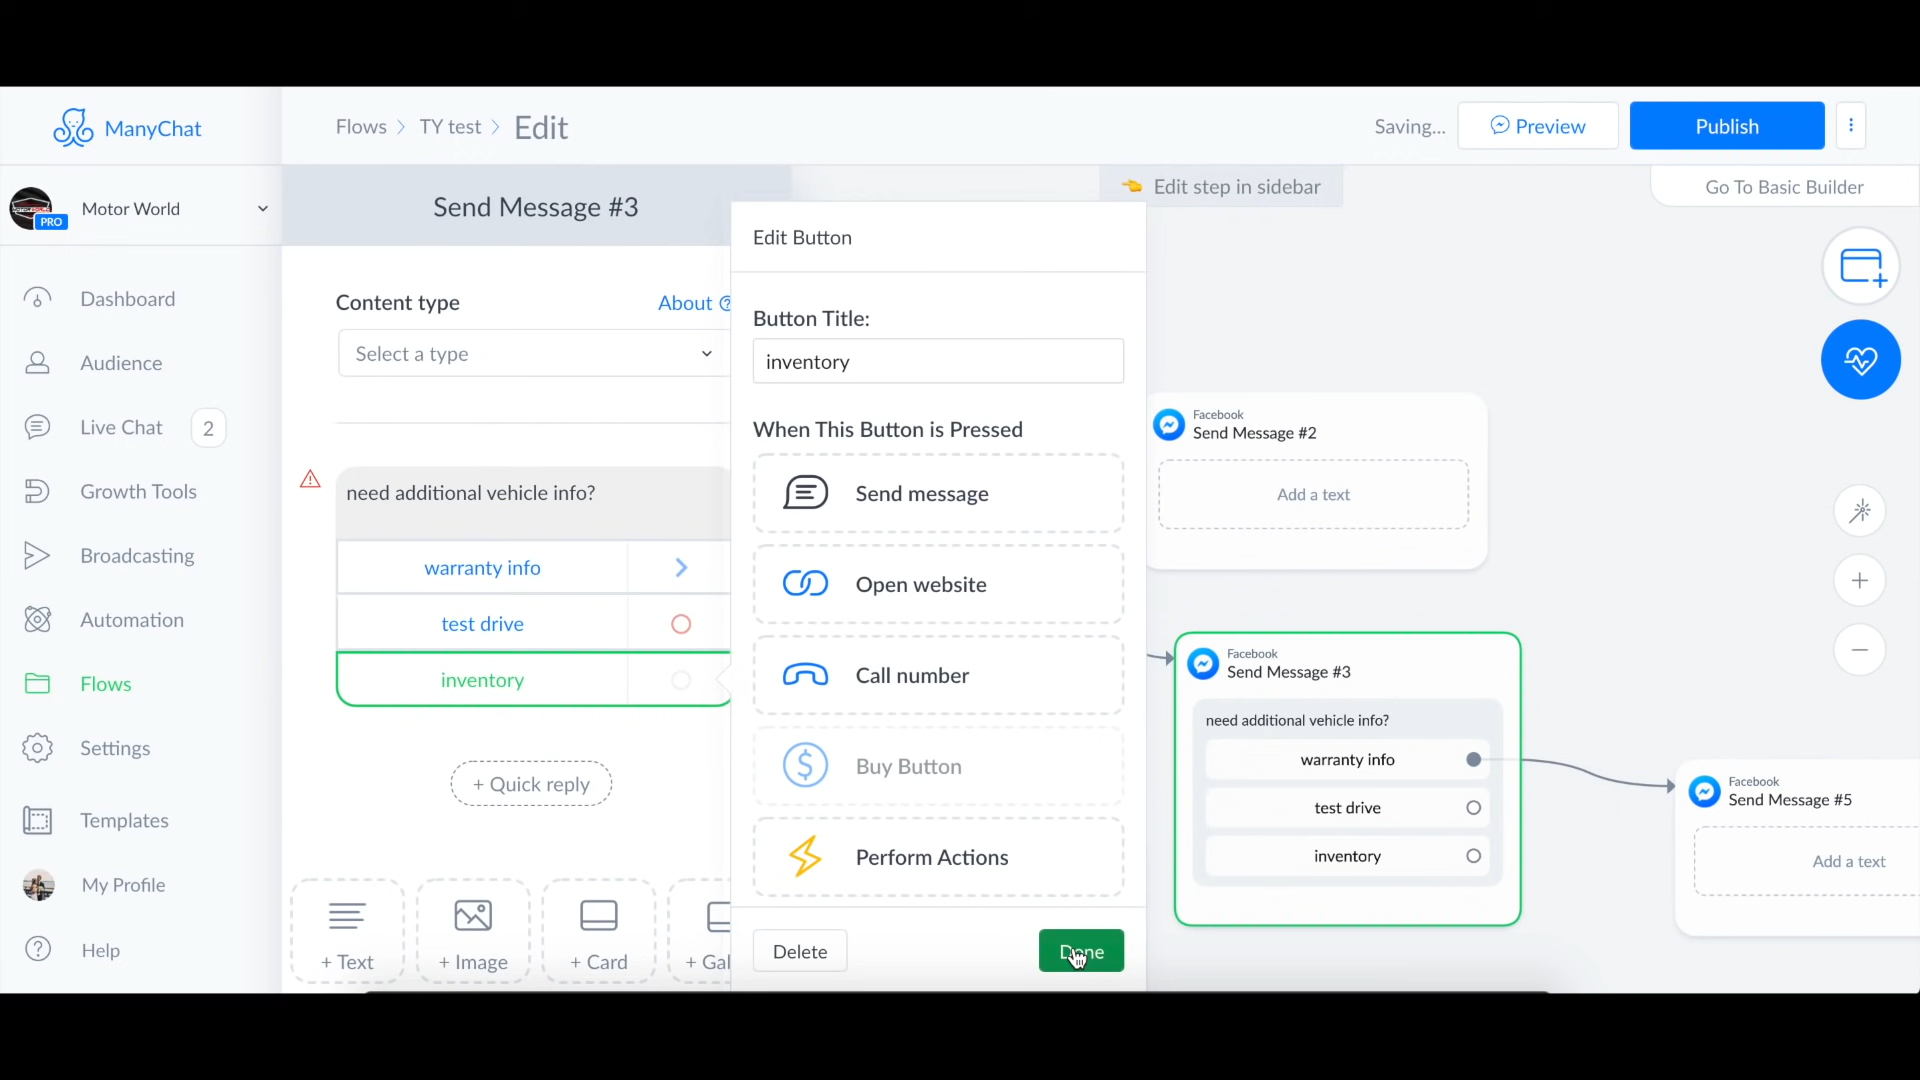 ManyChat
Flows
TY test
Edit
Saving...
Preview
Publish
PRO
Motor World
Send Message #3
Edit step in sidebar
Go To Basic Builder
Dashboard
Audience
Live Chat
2
Growth Tools
Broadcasting
Automation
Flows
Settings
Templates
My Profile
Help
Content type
About
Select a type
need additional vehicle info?
warranty info
test drive
inventory
+ Quick reply
+ Text
+ Image
+ Card
+ Gal
Edit Button
Button Title:
inventory
When This Button is Pressed
Send message
Open website
Call number
Buy Button
Perform Actions
Delete
Done
Facebook
Send Message #2
Add a text
Facebook
Send Message #3
need additional vehicle info?
warranty info
test drive
inventory
Facebook
Send Message #5
Add a text